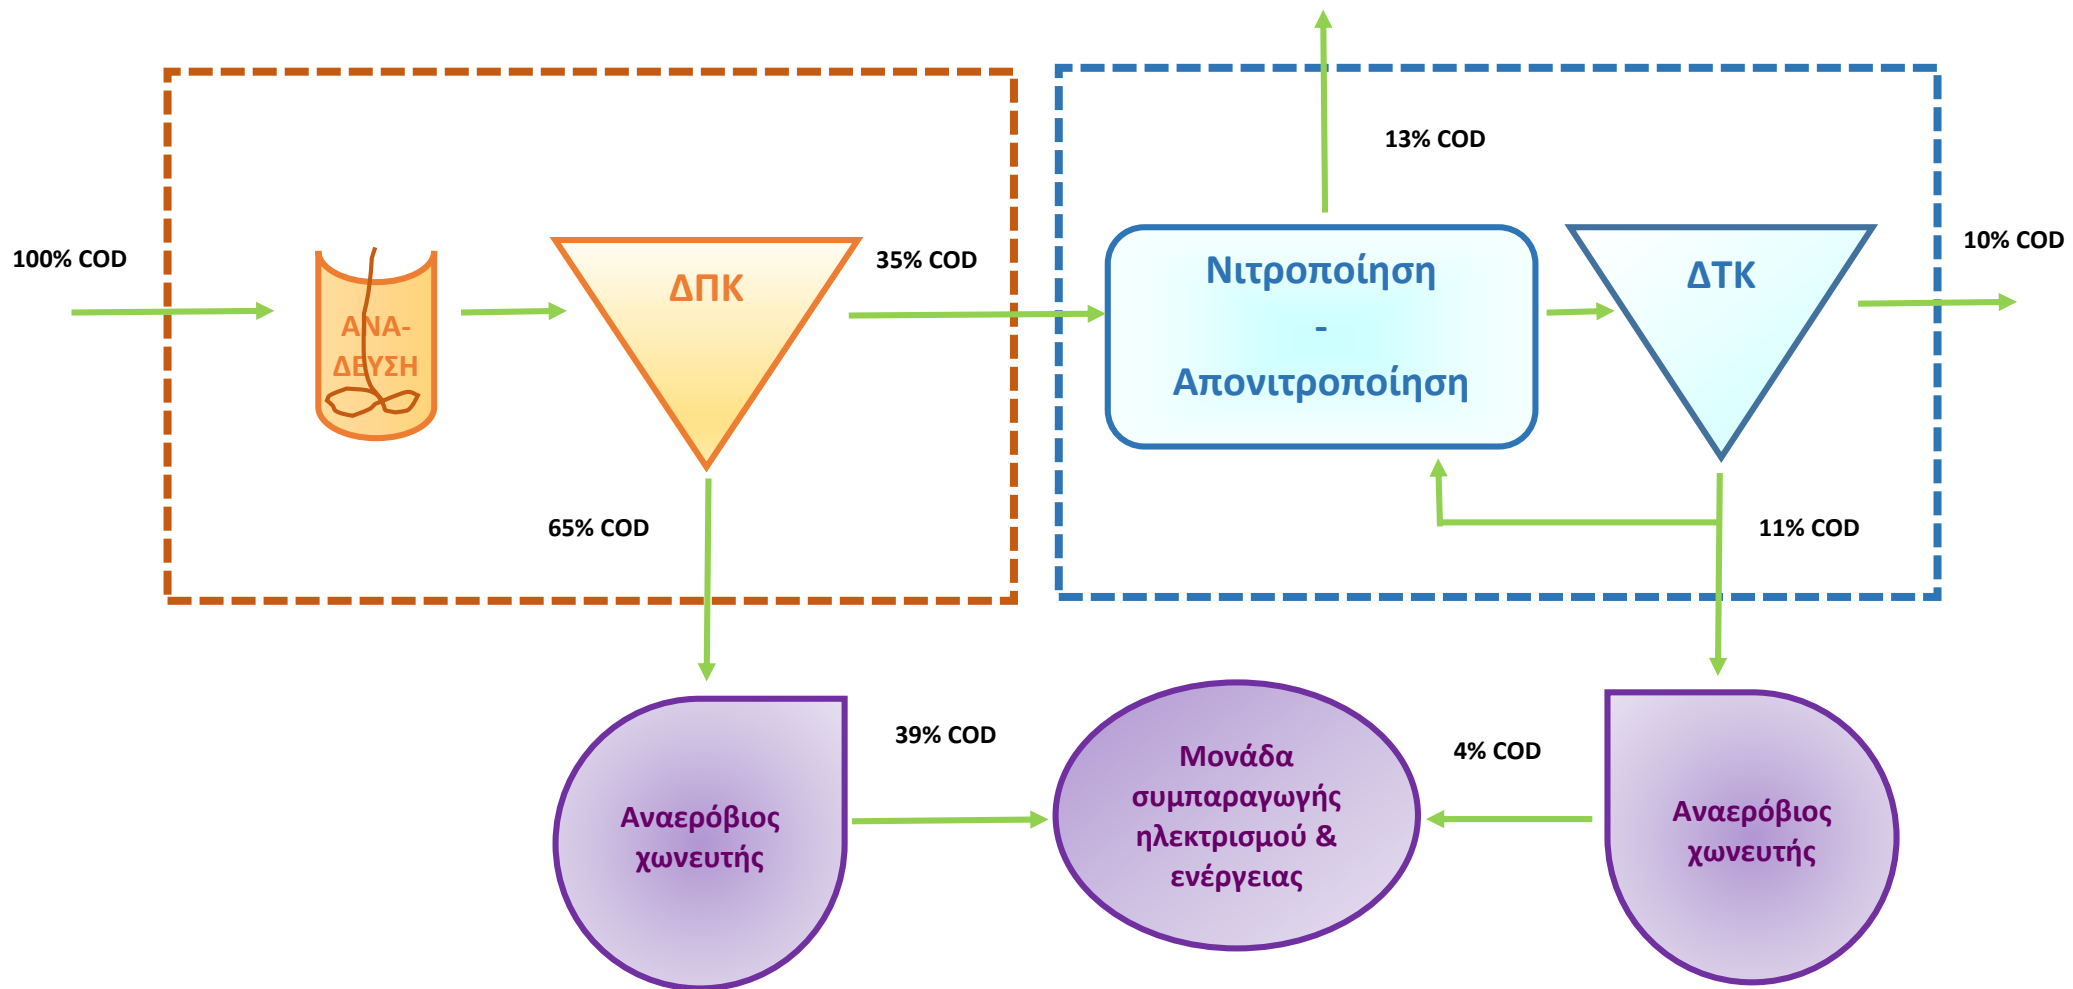 13% COD
100% COD
ΑΝΑ-
ΔΕΥΣΗ
ΔΠΚ
35% COD
Νιτροποίηση
-
Απονιτροποίηση
ΔΤΚ
10% COD
65% COD
11% COD
Αναερόβιος
χωνευτής
39% COD
Μονάδα
συμπαραγωγής
ηλεκτρισμού &
ενέργειας
4% COD
Αναερόβιος
χωνευτής